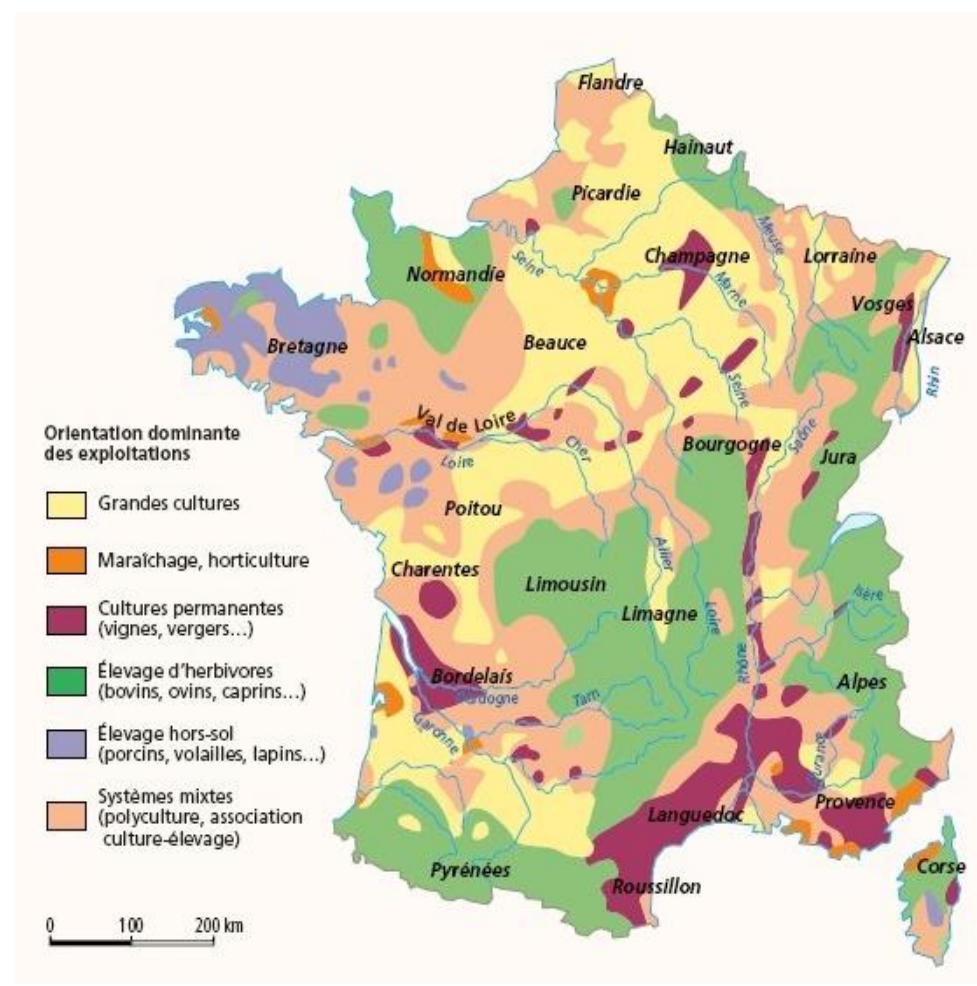 Flandre
Hainaut
Picardie
Meuse
Seine
Champagne
Lorraine
Normandie
Marne
Vosges
Bretagne
Beauce
Alsace
Rhin
Seine
Val de Loire
Cher
Bourgogne
Saône
Jura
Loire
Poitou
Allier
Charentes
Limousin
Limagne
Loire
Isère
Rhône
Bordelais
Alpes
Tarn
Garonne
Durance
Provence
Languedoc
Pyrénées
Roussillon
Corse
Orientation dominante
des exploitations
Grandes cultures
Maraîchage, horticulture
Cultures permanentes
(vignes, vergers...)
Élevage d'herbivores
(bovins, ovins, caprins...)
Élevage hors-sol
(porcins, volailles, lapins...)
Systèmes mixtes
(polyculture, association
culture-élevage)
0 100 200 km